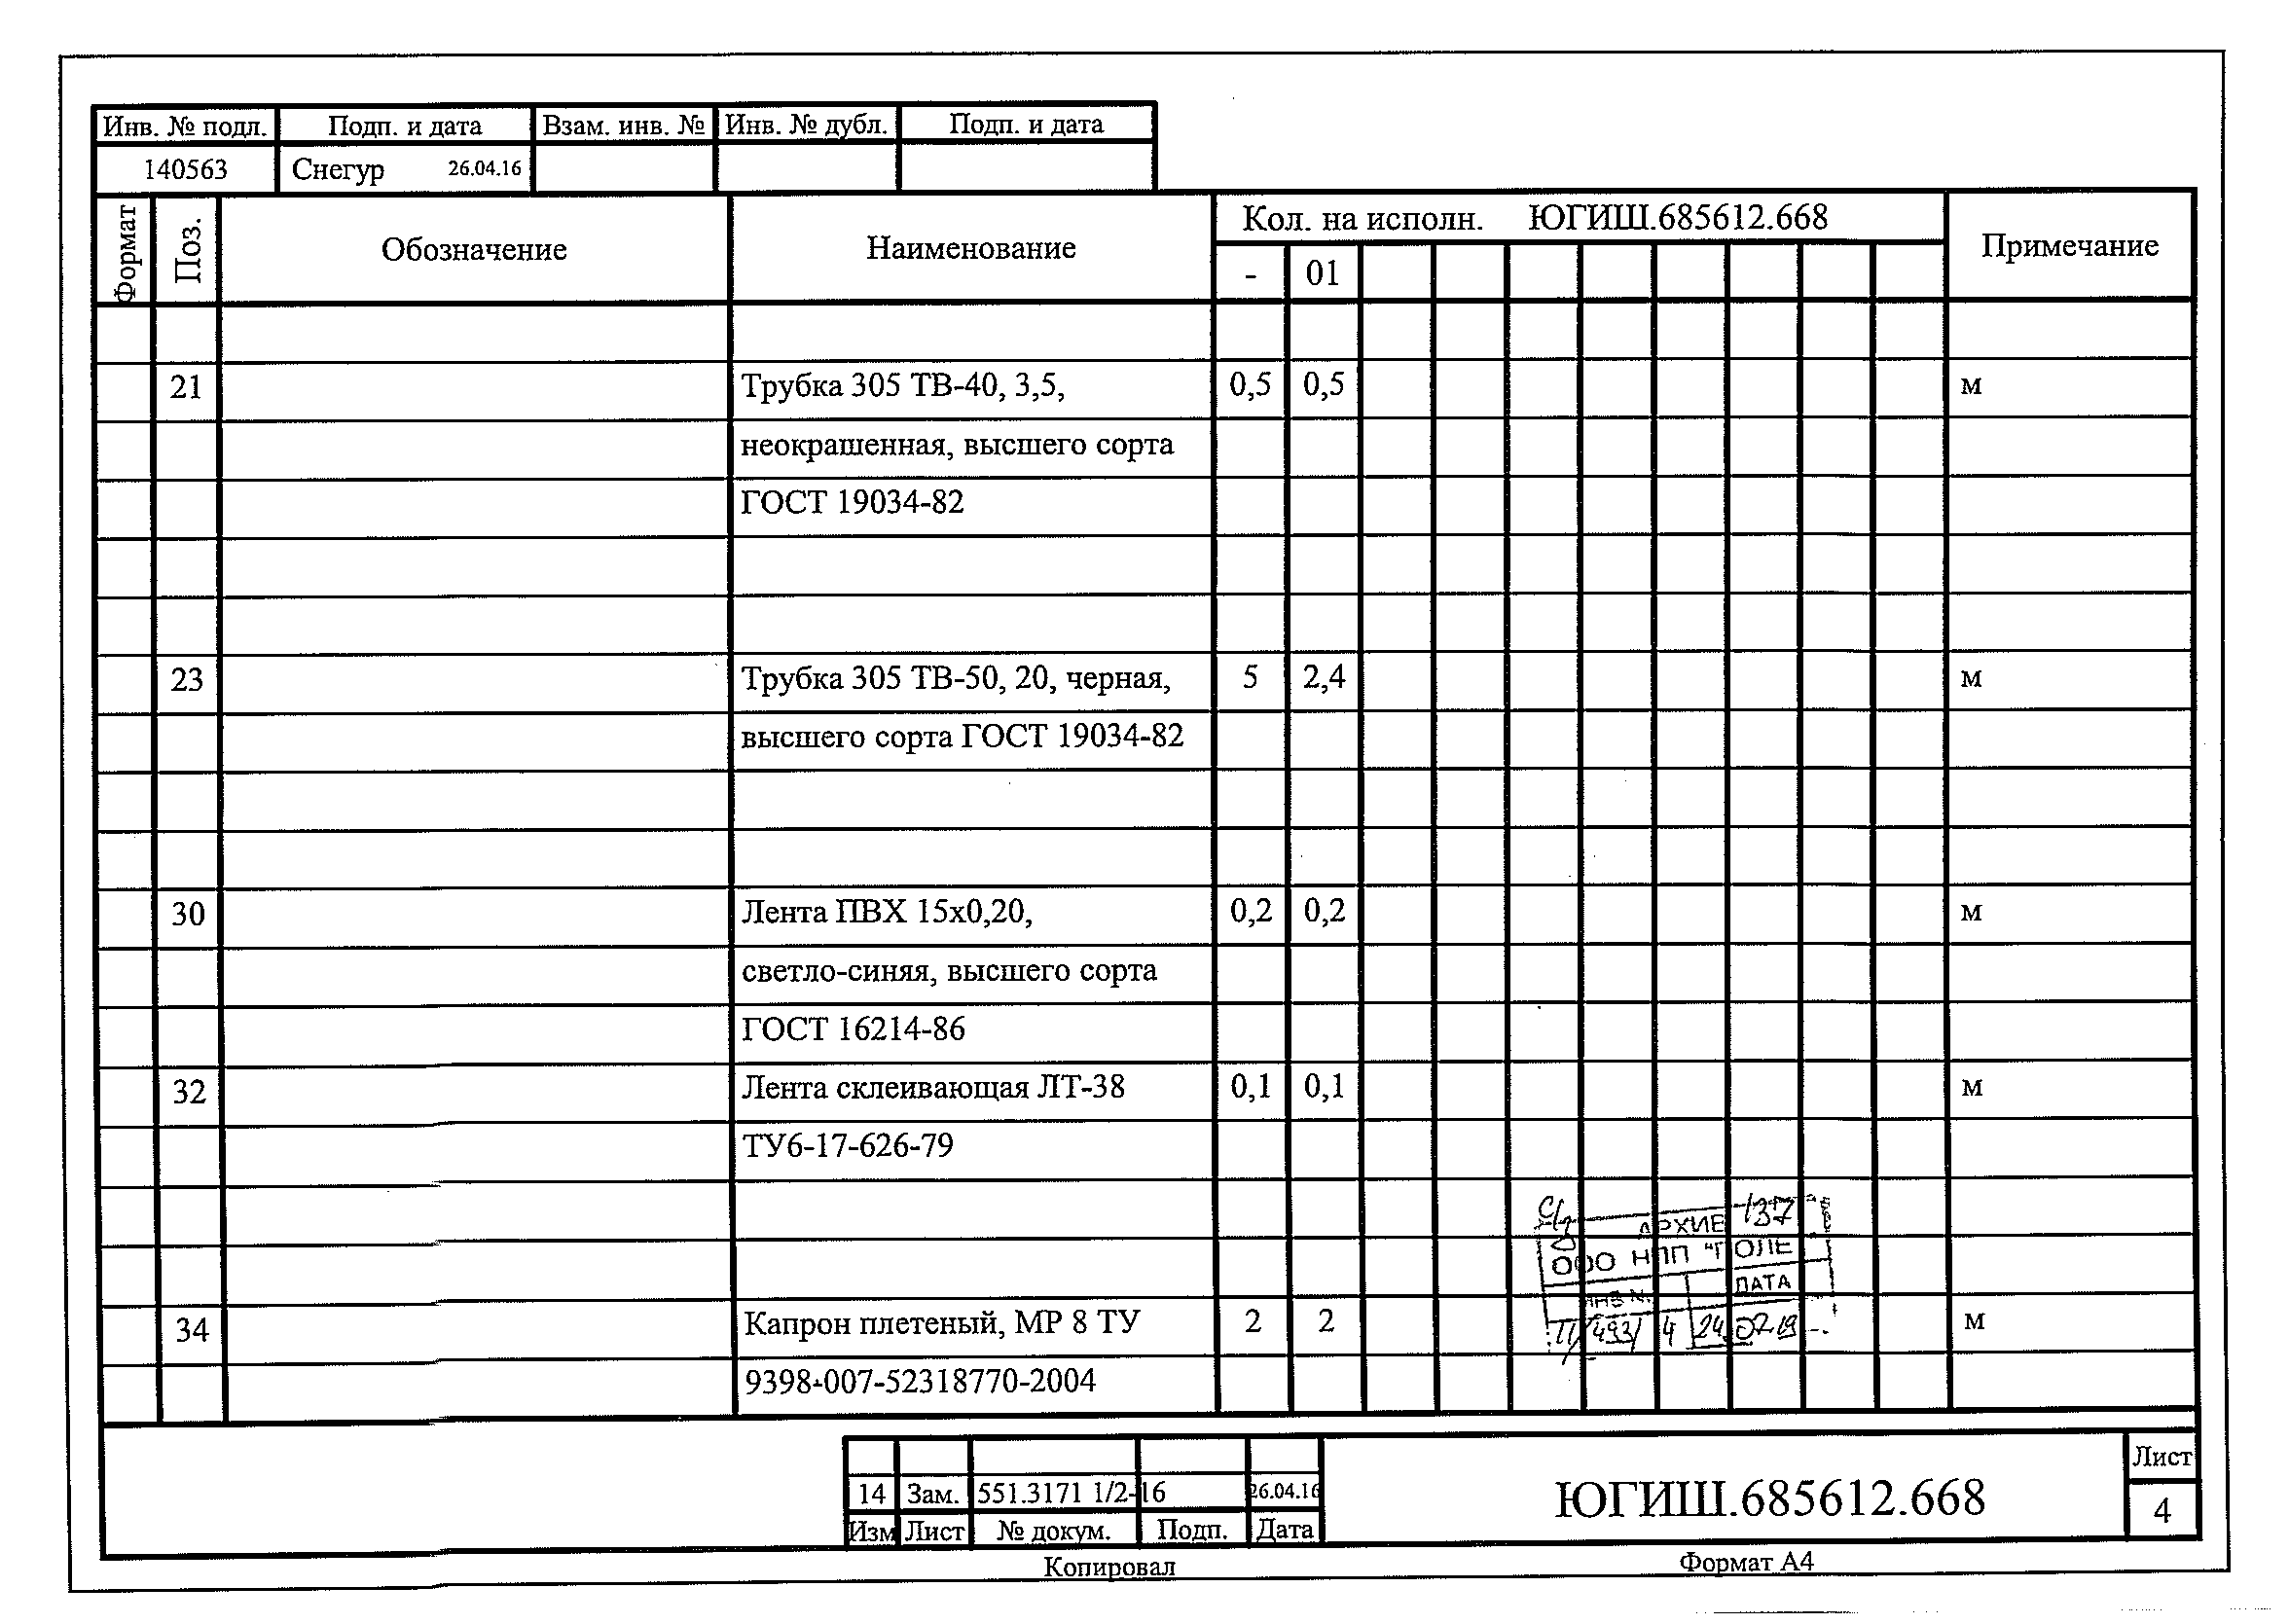 Инв. № подл. Подп. и дата Взам. инв. № Инв. № дубл. Подп. и дата
140563 Снегур 26.04.16
Формат Поз. Обозначение Наименование Кол. на исполн. ЮГИШ.685612.668 Примечание
- 01
21 Трубка 305 ТВ-40, 3,5, 0,5 0,5 м
неокрашенная, высшего сорта
ГОСТ 19034-82
23 Трубка 305 ТВ-50, 20, черная, 5 2,4 м
высшего сорта ГОСТ 19034-82
30 Лента ПВХ 15х0,20, 0,2 0,2 м
светло-синяя, высшего сорта
ГОСТ 16214-86
32 Лента склеивающая ЛТ-38 0,1 0,1 м
ТУ6-17-626-79
АРХИВ 137
ООО НПП "ПОЛЕ
ИНВ N. ДАТА
34 Капрон плетеный, МР 8 ТУ 2 2 м
24.07.19
9398-007-52318770-2004
14 Зам. 551.3171 1/2-16 26.04.16
Изм Лист № докум. Подп. Дата
ЮГИШ.685612.668
Лист
4
Копировал Формат А4